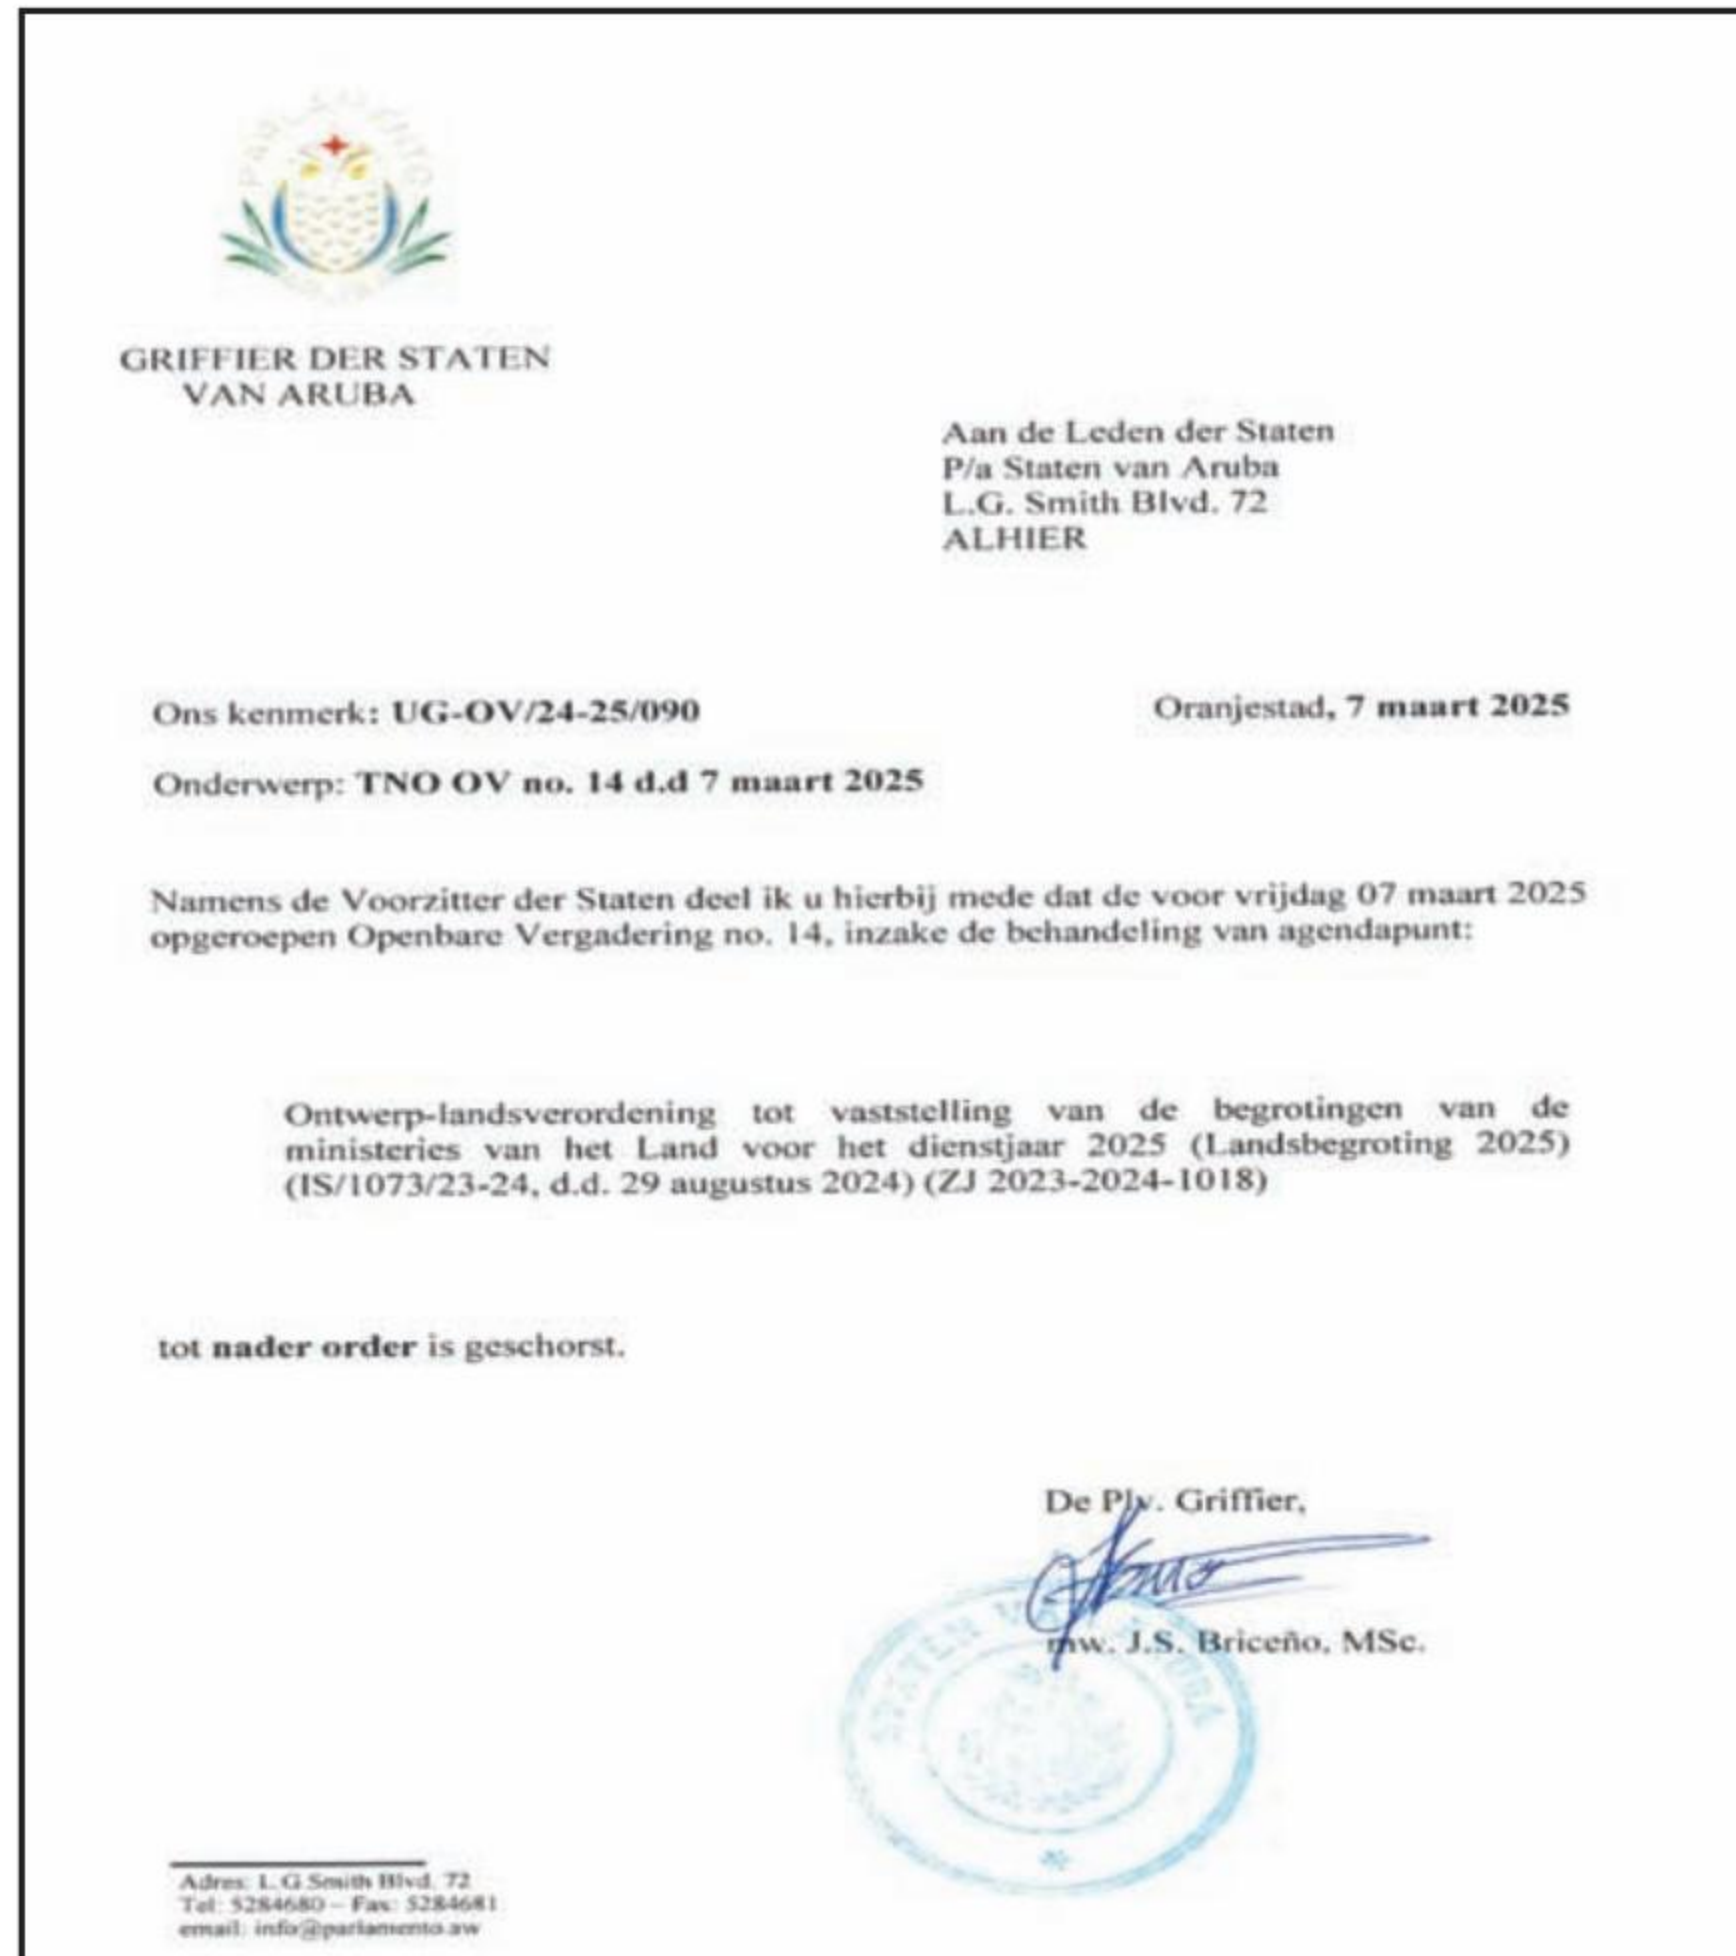 PARLAMENTO
GRIFFIER DER STATEN
VAN ARUBA
Aan de Leden der Staten
P/a Staten van Aruba
L.G. Smith Blvd. 72
ALHIER
Ons kenmerk: UG-OV/24-25/090
Oranjestad, 7 maart 2025
Onderwerp: TNO OV no. 14 d.d 7 maart 2025
Namens de Voorzitter der Staten deel ik u hierbij mede dat de voor vrijdag 07 maart 2025
opgeroepen Openbare Vergadering no. 14, inzake de behandeling van agendapunt:
Ontwerp-landsverordening tot vaststelling van de begrotingen van de
ministeries van het Land voor het dienstjaar 2025 (Landsbegroting 2025)
(IS/1073/23-24, d.d. 29 augustus 2024) (ZJ 2023-2024-1018)
tot nader order is geschorst.
De Plv. Griffier,
mw. J.S. Briceño, MSc.
STATEN VAN ARUBA
Adres: L.G Smith Blvd. 72
Tel: 5284680 – Fax: 5284681
email: info@parlamento.aw